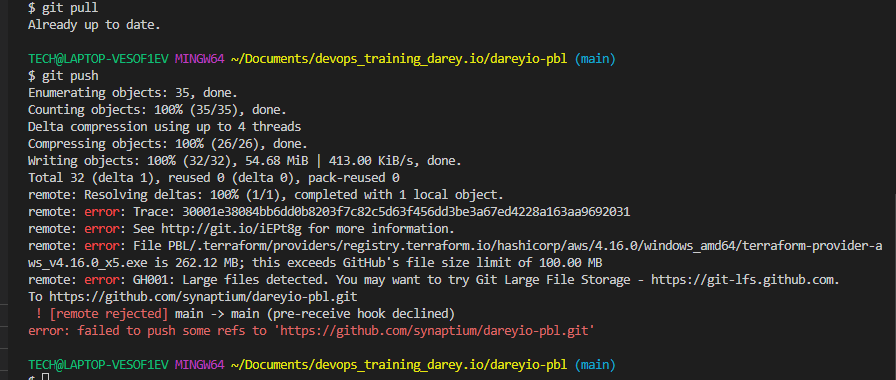 $ git pull
Already up to date.
TECH@LAPTOP-VESOF1EV MINGW64 ~/Documents/devops_training_darey.io/dareyio-pbl (main)
$ git push
Enumerating objects: 35, done.
Counting objects: 100% (35/35), done.
Delta compression using up to 4 threads
Compressing objects: 100% (26/26), done.
Writing objects: 100% (32/32), 54.68 MiB | 413.00 KiB/s, done.
Total 32 (delta 1), reused 0 (delta 0), pack-reused 0
remote: Resolving deltas: 100% (1/1), completed with 1 local object.
remote: error: Trace: 30001e38084bb6dd0b8203f7c82c5d63f456dd3be3a67ed4228a163aa9692031
remote: error: See http://git.io/iEPt8g for more information.
remote: error: File PBL/.terraform/providers/registry.terraform.io/hashicorp/aws/4.16.0/windows_amd64/terraform-provider-a
ws_v4.16.0_x5.exe is 262.12 MB; this exceeds GitHub's file size limit of 100.00 MB
remote: error: GH001: Large files detected. You may want to try Git Large File Storage - https://git-lfs.github.com.
To https://github.com/synaptium/dareyio-pbl.git
 ! [remote rejected] main -> main (pre-receive hook declined)
error: failed to push some refs to 'https://github.com/synaptium/dareyio-pbl.git'
TECH@LAPTOP-VESOF1EV MINGW64 ~/Documents/devops_training_darey.io/dareyio-pbl (main)
$